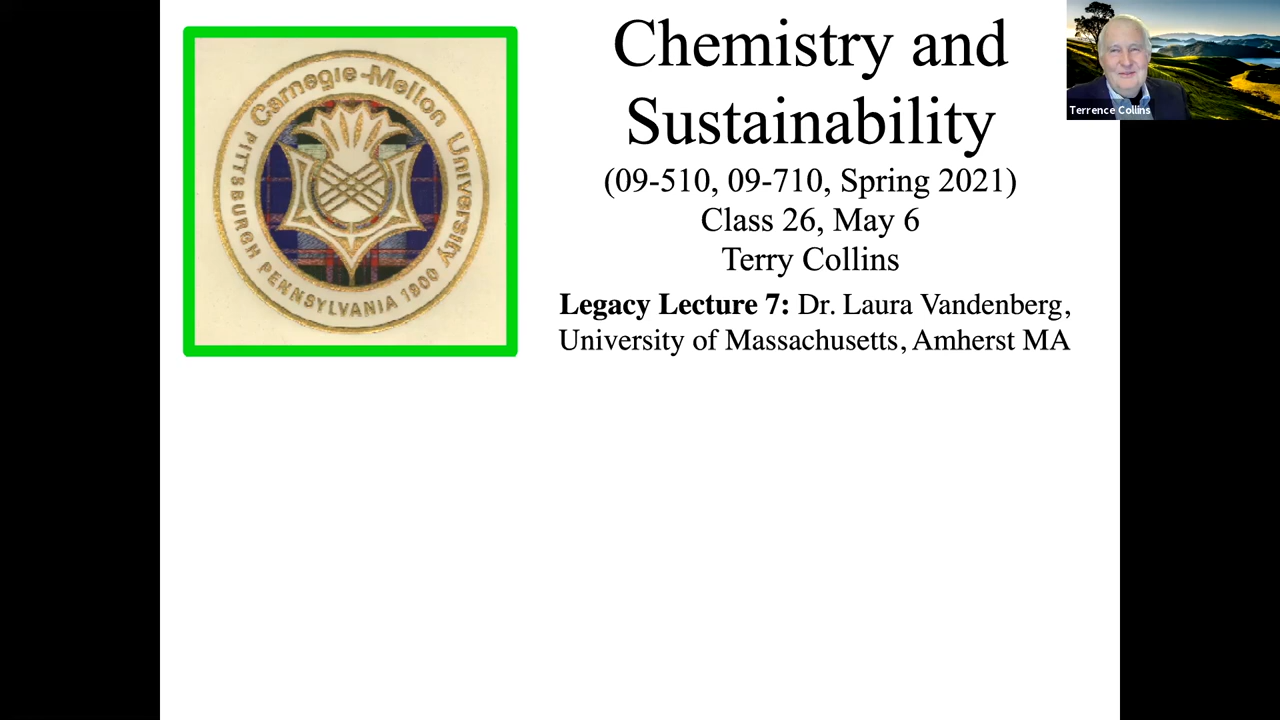 Chemistry and
Sustainability
(09-510, 09-710, Spring 2021)
Class 26, May 6
Terry Collins
Legacy Lecture 7: Dr. Laura Vandenberg,
University of Massachusetts, Amherst MA
Carnegie-Mellon University
PITTSBURGH PENNSYLVANIA 1900
Terrence Collins